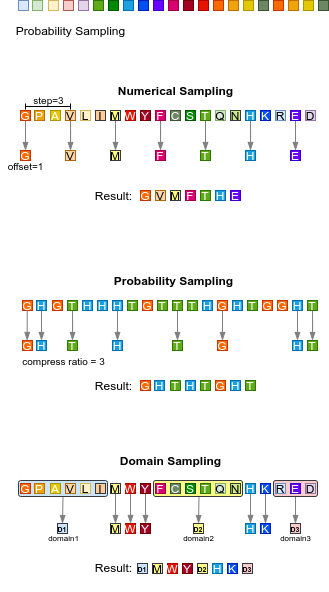 Probability Sampling
Numerical Sampling
step=3
G P A V L I M W Y F C S T Q N H K R E D
G V M F T H E
offset=1
Result: G V M F T H E
Probability Sampling
G H G T H H H T G T T T H G H T G G H T
G H T H T G H T
compress ratio = 3
Result: G H T H T G H T
Domain Sampling
G P A V L I M W Y F C S T Q N H K R E D
D1 M W Y D2 H K D3
domain1 domain2 domain3
Result: D1 M W Y D2 H K D3